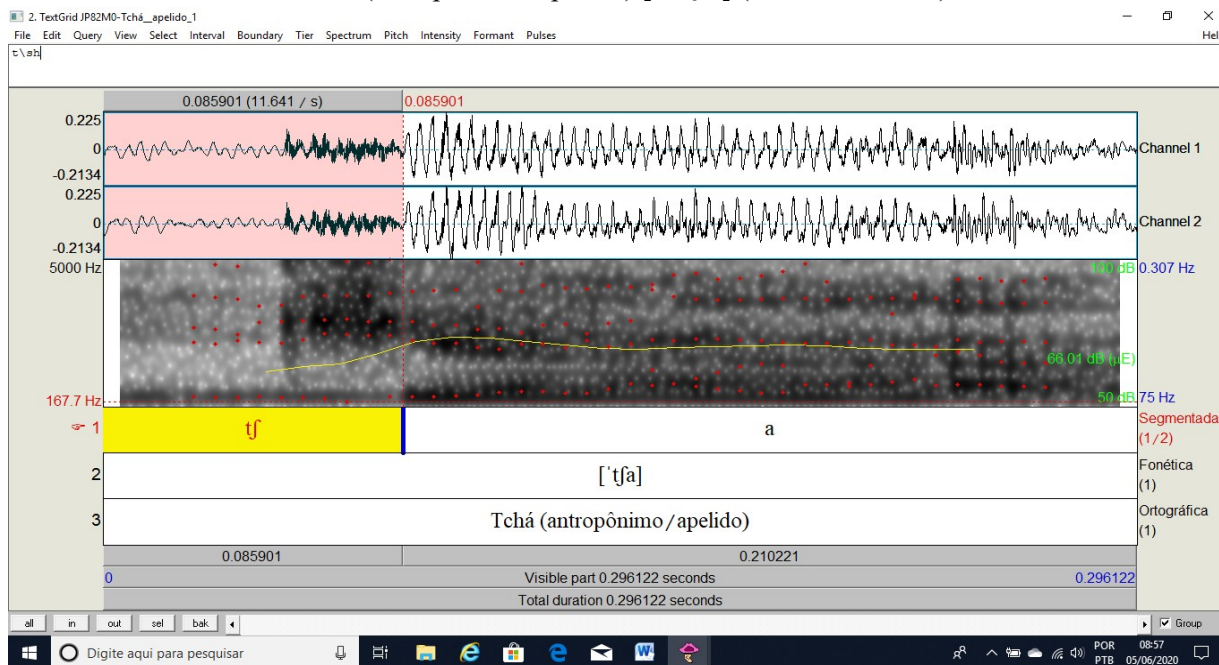 2. TextGrid JP82M0-Tchá__apelido_1
File Edit Query View Select Interval Boundary Tier Spectrum Pitch Intensity Formant Pulses Hel
t\sh
0.085901 (11.641 / s) 0.085901
0.225
0
-0.2134
Channel 1
0.225
0
-0.2134
Channel 2
5000 Hz 100 dB 0.307 Hz
66.01 dB (µE)
167.7 Hz 50 dB 75 Hz
1 tʃ a Segmentada (1/2)
2 [ˈtʃa] Fonética (1)
3 Tchá (antropônimo/apelido) Ortográfica (1)
0.085901 0.210221
0 Visible part 0.296122 seconds 0.296122
Total duration 0.296122 seconds
all in out sel bak Group
Digite aqui para pesquisar POR 08:57
PTB 05/06/2020